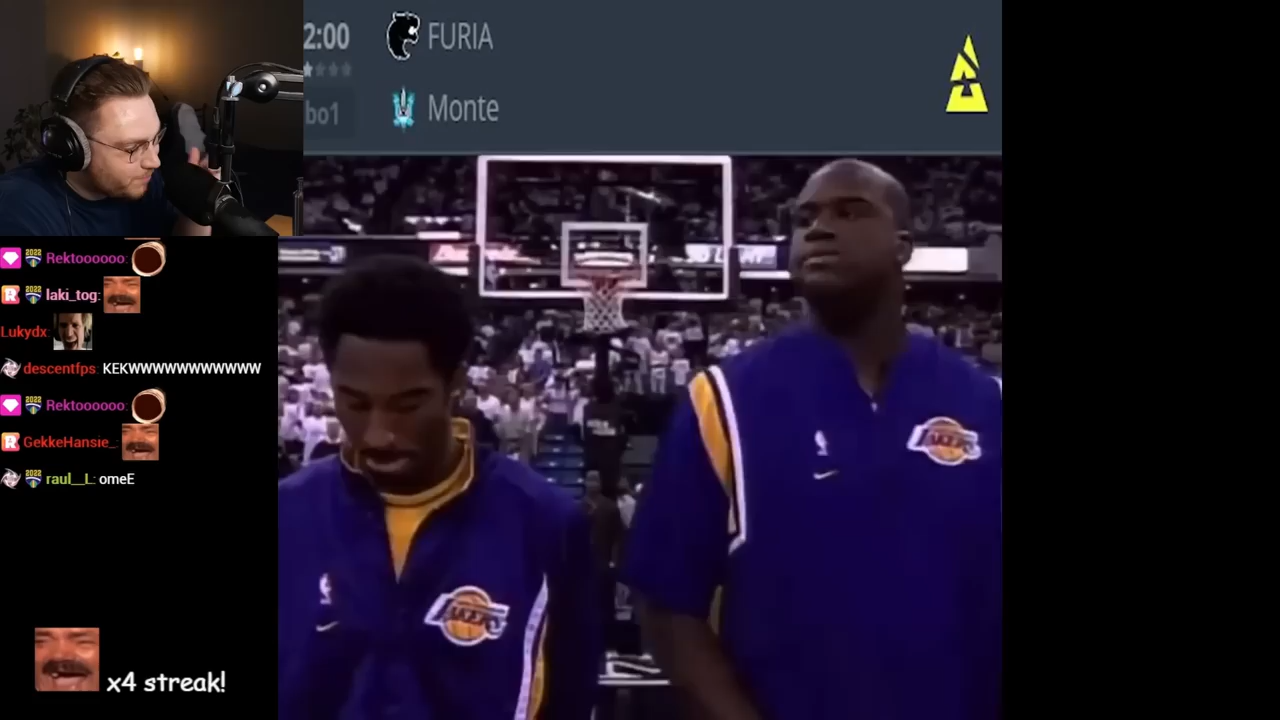 2:00
FURIA
bo1
Monte
Rektoooooo:
laki_tog:
Lukydx:
descentfps: KEKWWWWWWWWWWW
Rektoooooo:
GekkeHansie_:
raul__L: omeE
LAKERS
LAKERS
x4 streak!